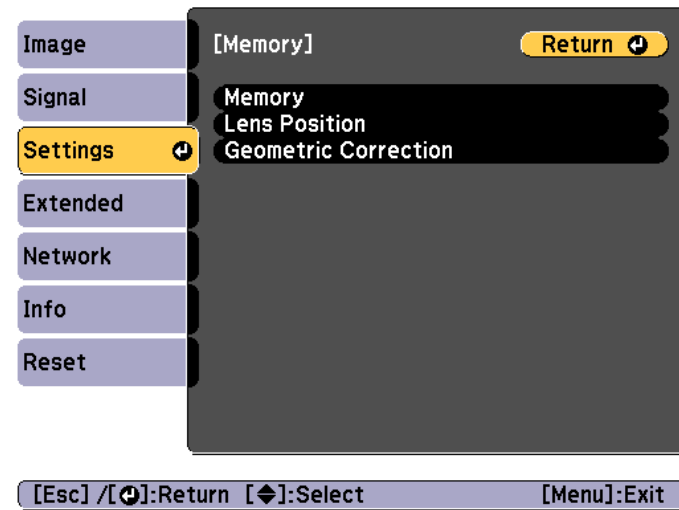 Image
Signal
Settings
Extended
Network
Info
Reset
[Memory]
Return
Memory
Lens Position
Geometric Correction
[Esc] /[⏎]:Return [◆]:Select [Menu]:Exit